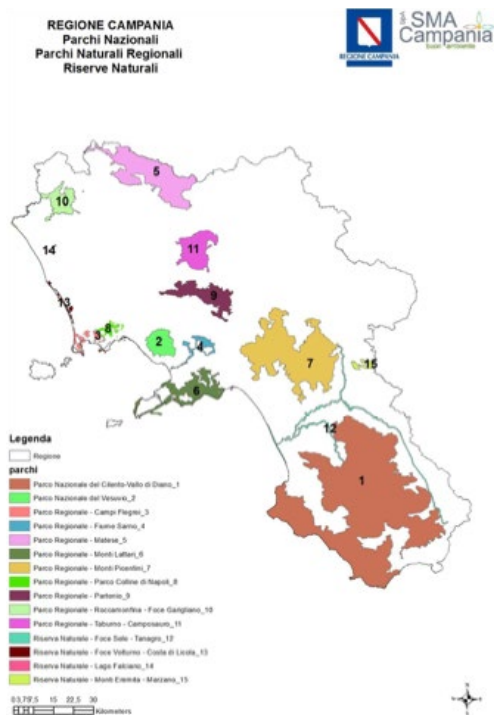 REGIONE CAMPANIA
Parchi Nazionali
Parchi Naturali Regionali
Riserve Naturali
REGIONE CAMPANIA
SpA
SMA
Campania
5
10
11
14
9
13
8
3
2
4
7
15
6
12
1
Legenda
Regione
parchi
Parco Nazionale del Cilento-Vallo di Diano_1
Parco Nazionale del Vesuvio_2
Parco Regionale - Campi Flegrei_3
Parco Regionale - Fiume Sarno_4
Parco Regionale - Matese_5
Parco Regionale - Monti Lattari_6
Parco Regionale - Monti Picentini_7
Parco Regionale - Parco Colline di Napoli_8
Parco Regionale - Partenio_9
Parco Regionale - Roccamonfina - Foce Garigliano_10
Parco Regionale - Taburno - Camposauro_11
Riserva Naturale - Foce Sele - Tanagro_12
Riserva Naturale - Foce Volturno - Costa di Licola_13
Riserva Naturale - Lago Falciano_14
Riserva Naturale - Monti Eremita - Marzano_15
0 3,75 7,5 15 22,5 30
Kilometers